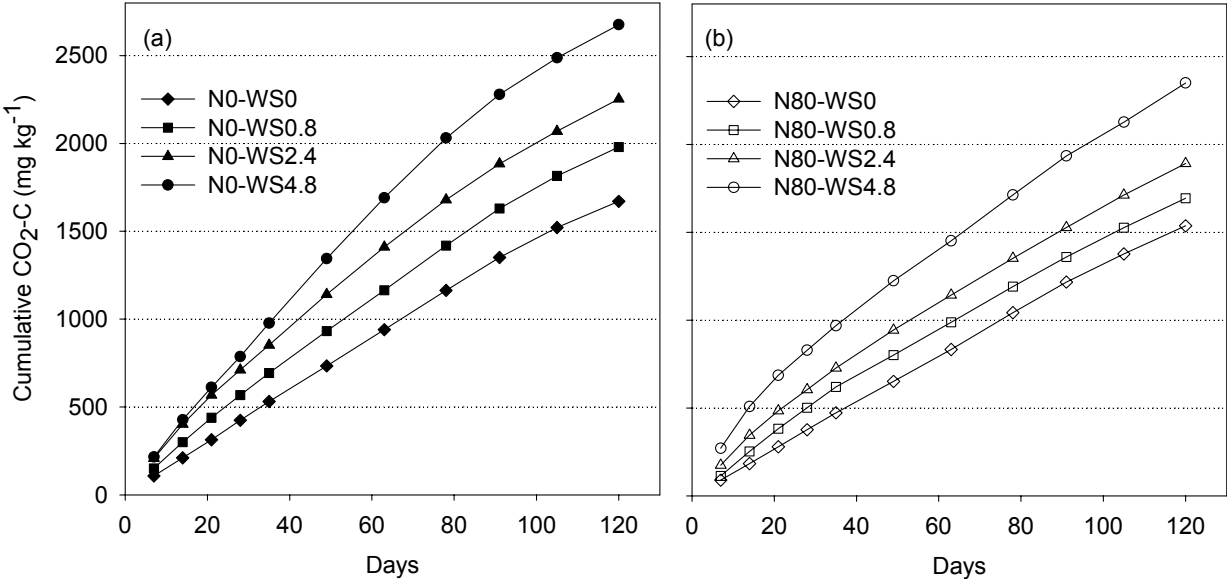 (a)
N0-WS0
N0-WS0.8
N0-WS2.4
N0-WS4.8
Cumulative CO₂-C (mg kg⁻¹)
2500
2000
1500
1000
500
0
0 20 40 60 80 100 120
Days
(b)
N80-WS0
N80-WS0.8
N80-WS2.4
N80-WS4.8
0 20 40 60 80 100 120
Days